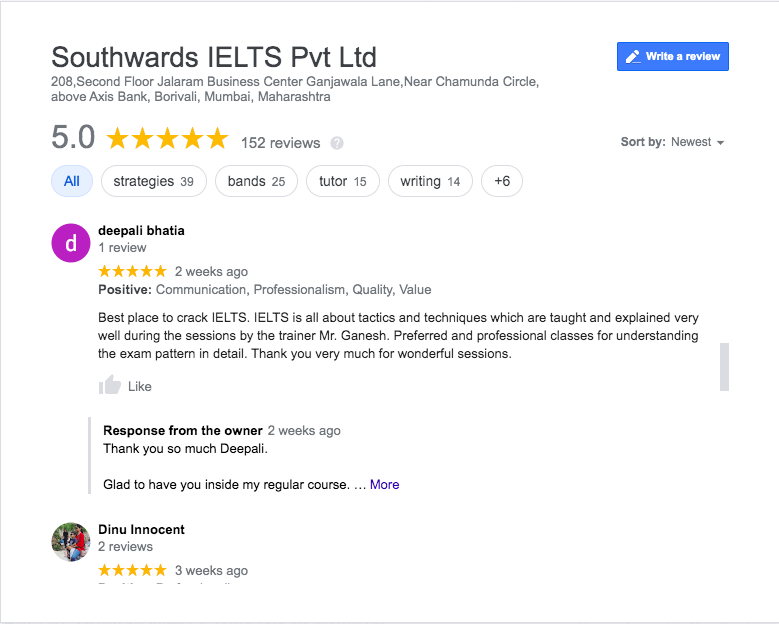 Southwards IELTS Pvt Ltd
Write a review
208,Second Floor Jalaram Business Center Ganjawala Lane,Near Chamunda Circle,
above Axis Bank, Borivali, Mumbai, Maharashtra
5.0 152 reviews ?
Sort by: Newest
All strategies 39 bands 25 tutor 15 writing 14 +6
d
deepali bhatia
1 review
2 weeks ago
Positive: Communication, Professionalism, Quality, Value
Best place to crack IELTS. IELTS is all about tactics and techniques which are taught and explained very
well during the sessions by the trainer Mr. Ganesh. Preferred and professional classes for understanding
the exam pattern in detail. Thank you very much for wonderful sessions.
Like
Response from the owner 2 weeks ago
Thank you so much Deepali.
Glad to have you inside my regular course. … More
Dinu Innocent
2 reviews
3 weeks ago